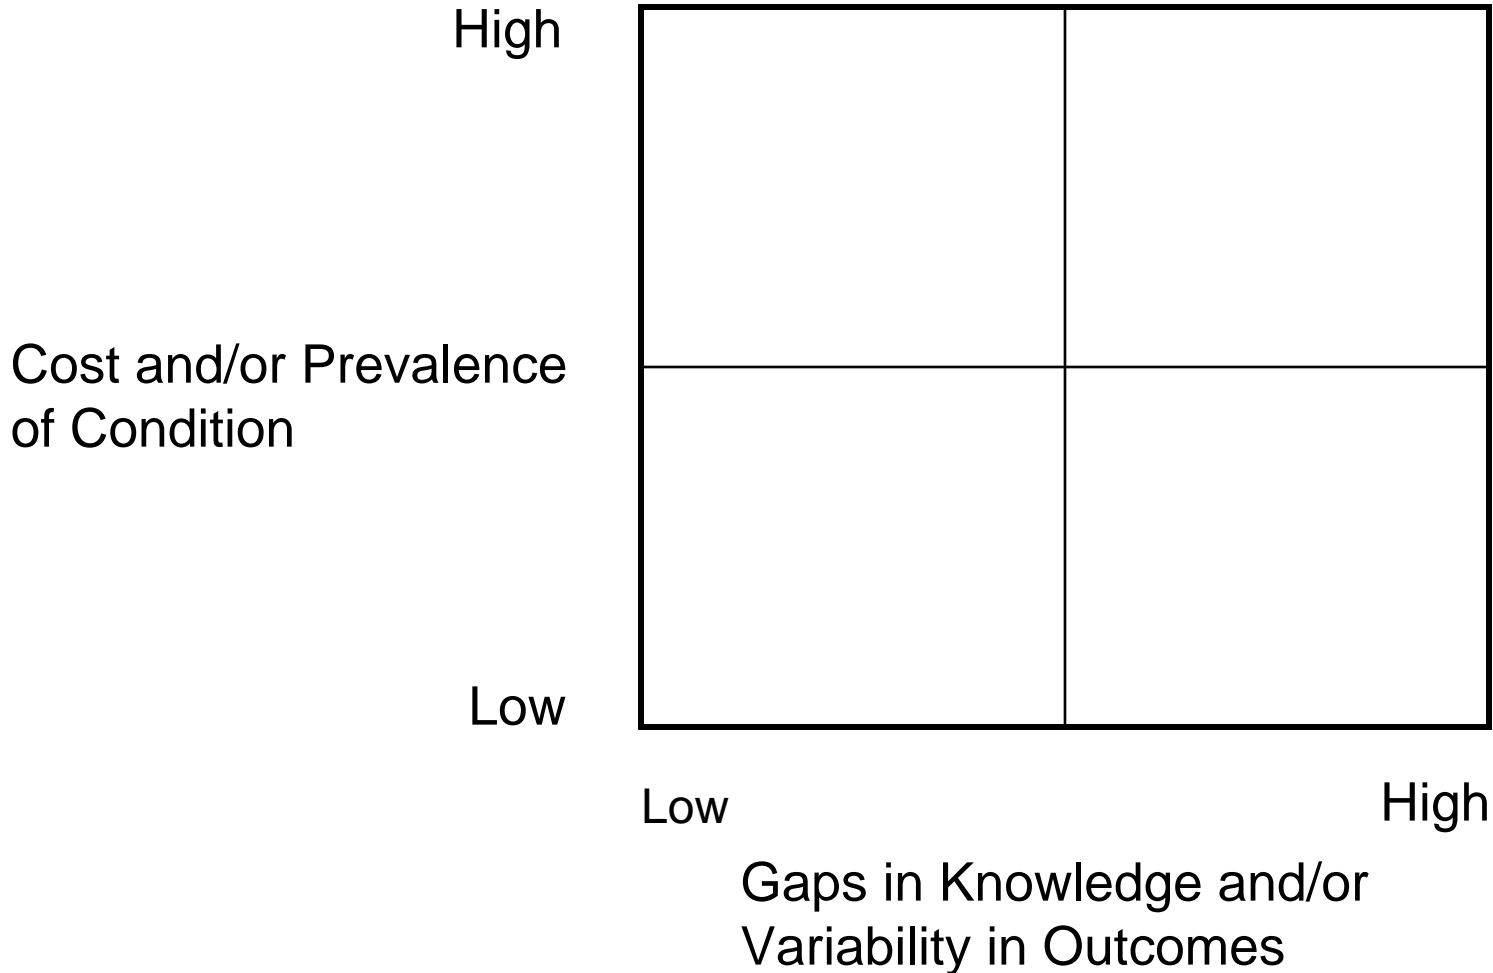 High
Cost and/or Prevalence
of Condition
Low
Low
High
Gaps in Knowledge and/or
Variability in Outcomes